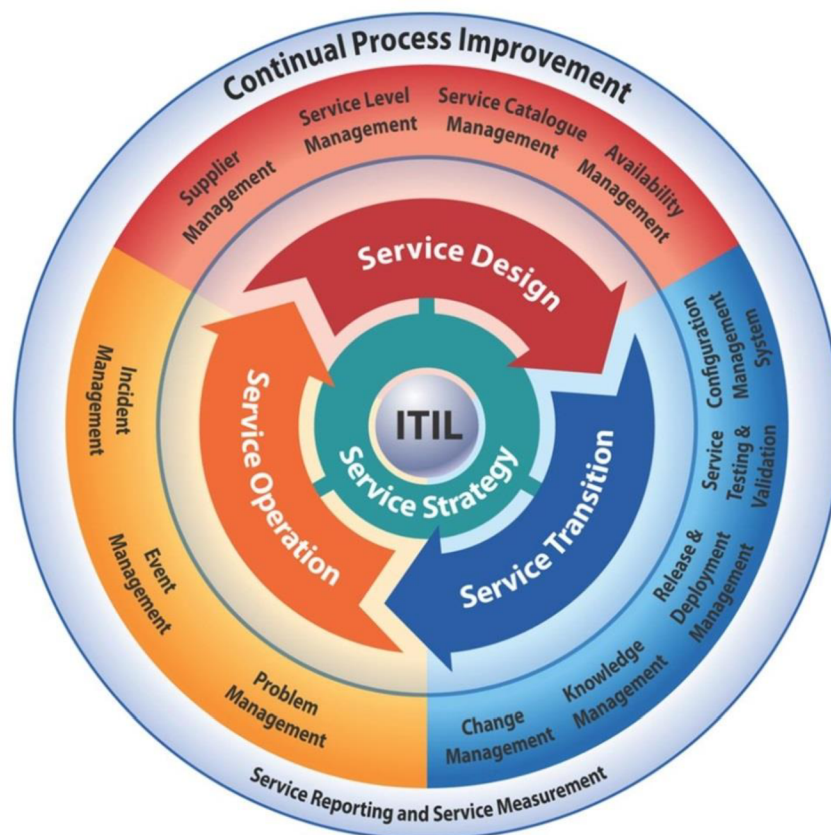 Continual Process Improvement
Supplier
Management
Service Level
Management
Service Catalogue
Management
Availability
Management
Service Design
Configuration
Management
System
Service
Testing &
Validation
Release &
Deployment
Management
Knowledge
Management
Change
Management
Service Transition
Incident
Management
Event
Management
Problem
Management
Service Operation
ITIL
Service Strategy
Service Reporting and Service Measurement